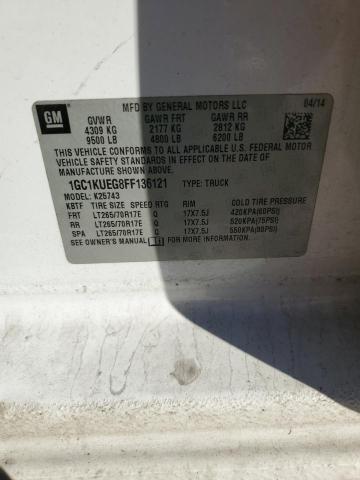 GM
MFD BY GENERAL MOTORS LLC 04/14
GVWR GAWR FRT GAWR RR
4309 KG 2177 KG 2812 KG
9500 LB 4800 LB 6200 LB
THIS VEHICLE CONFORMS TO ALL APPLICABLE U.S. FEDERAL MOTOR
VEHICLE SAFETY STANDARDS IN EFFECT ON THE DATE OF
MANUFACTURE SHOWN ABOVE.
1GC1KUEG8FF136121 TYPE: TRUCK
MODEL: K25743
KBTF TIRE SIZE SPEED RTG RIM COLD TIRE PRESSURE
FRT LT265/70R17E Q 17X7.5J 420KPA(60PSI)
RR LT265/70R17E Q 17X7.5J 520KPA(75PSI)
SPA LT265/70R17E Q 17X7.5J 550KPA(80PSI)
SEE OWNER'S MANUAL FOR ADDITIONAL INFORMATION.